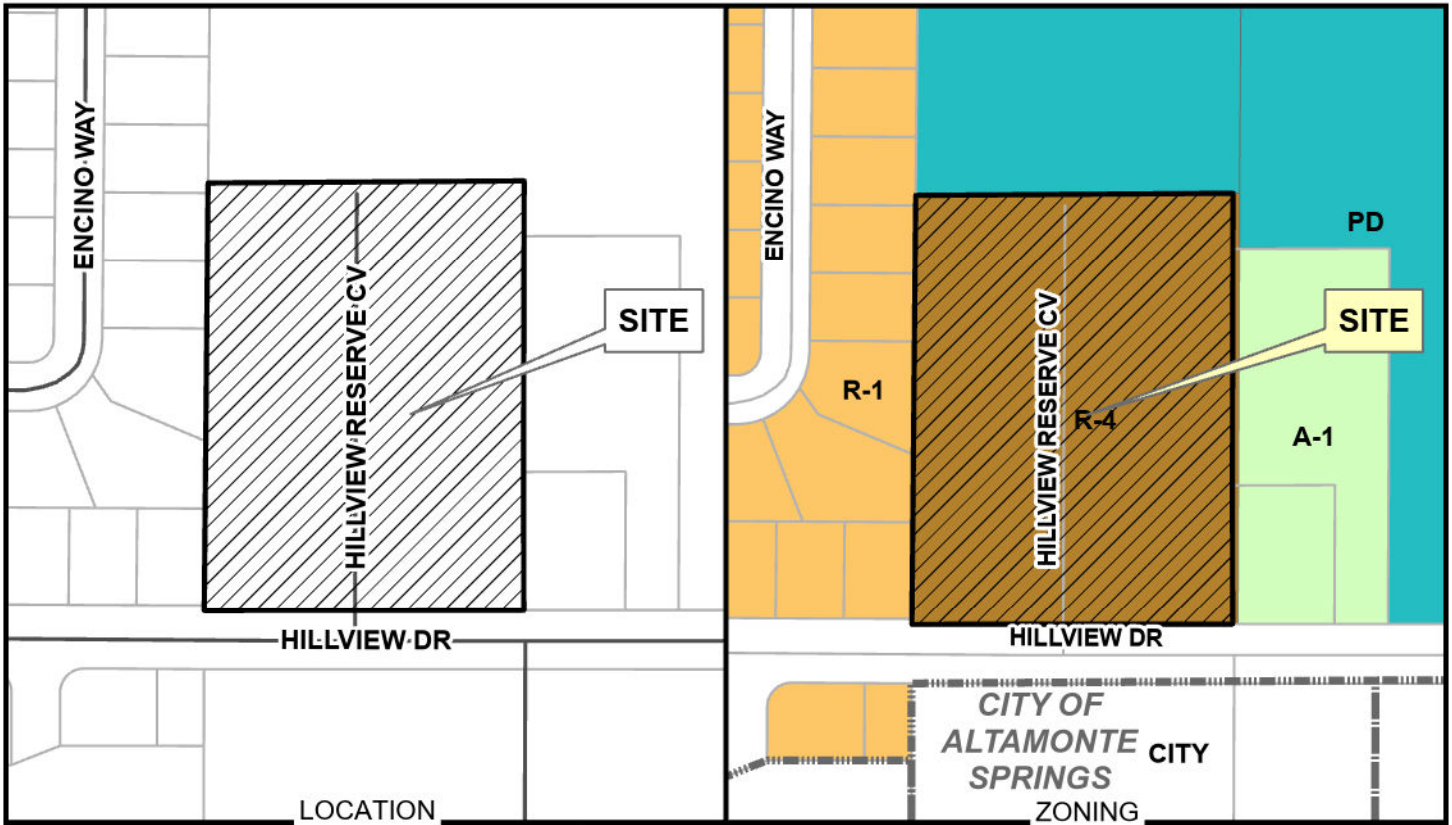 ENCINO WAY
HILLVIEW RESERVE CV
SITE
HILLVIEW DR
LOCATION
ENCINO WAY
PD
SITE
HILLVIEW RESERVE CV
R-1
R-4
A-1
HILLVIEW DR
CITY OF
ALTAMONTE
SPRINGS
CITY
ZONING